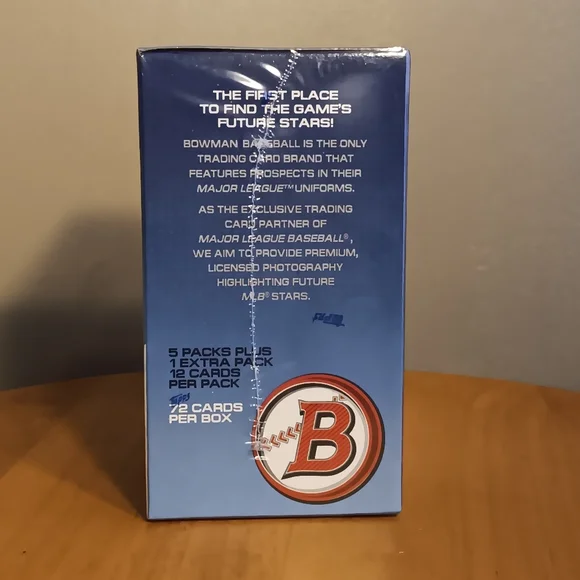 THE FIRST PLACE
TO FIND THE GAME'S
FUTURE STARS!
BOWMAN BASEBALL IS THE ONLY
TRADING CARD BRAND THAT
FEATURES PROSPECTS IN THEIR
MAJOR LEAGUE™ UNIFORMS.
AS THE EXCLUSIVE TRADING
CARD PARTNER OF
MAJOR LEAGUE BASEBALL®,
WE AIM TO PROVIDE PREMIUM,
LICENSED PHOTOGRAPHY
HIGHLIGHTING FUTURE
MLB® STARS.
5 PACKS PLUS
1 EXTRA PACK
12 CARDS
PER PACK
72 CARDS
PER BOX
B